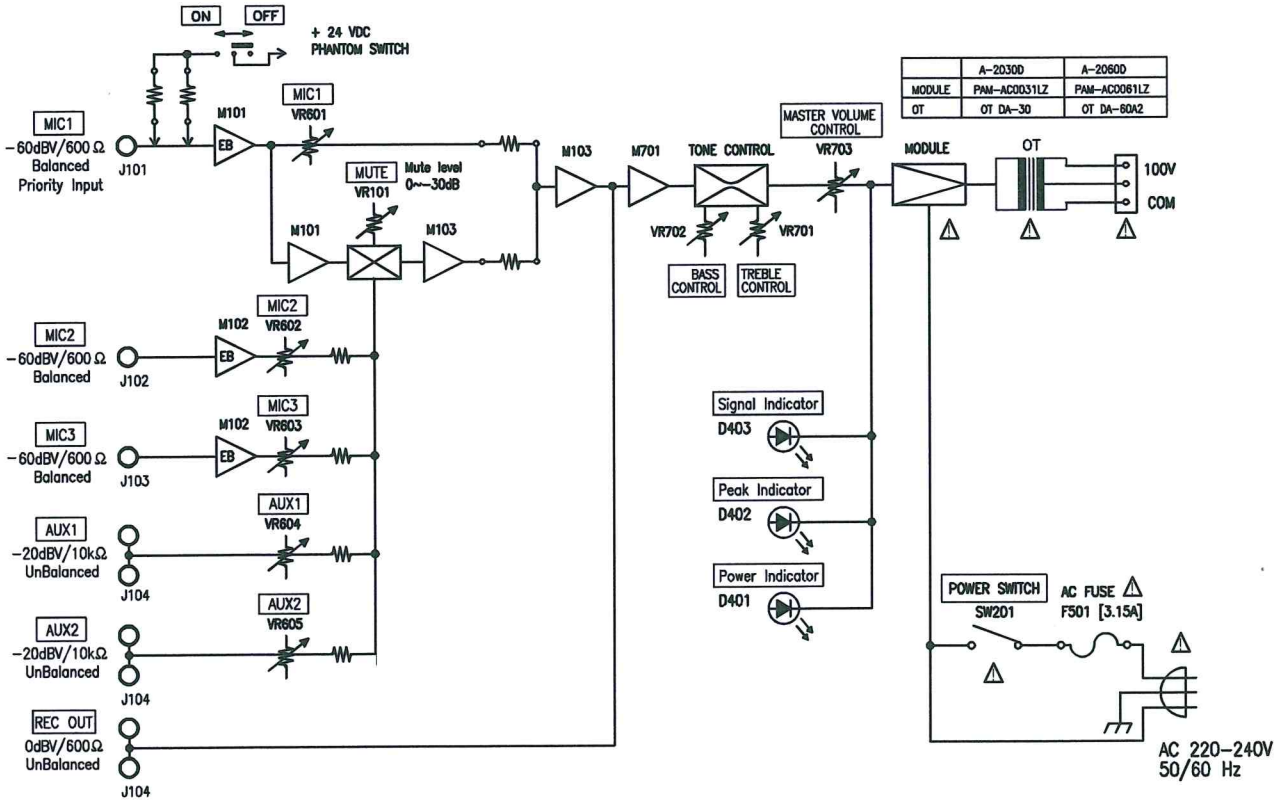 ON OFF
+ 24 VDC
PHANTOM SWITCH
MIC1
-60dBV/600Ω
Balanced
Priority Input
J101
M101
EB
MIC1
VR601
MUTE
VR101
Mute level
0~-30dB
M101
M103
M103
M701
TONE CONTROL
VR702
VR701
BASS
CONTROL
TREBLE
CONTROL
MASTER VOLUME
CONTROL
VR703
A-2030D A-2060D
MODULE PAM-AC0031LZ PAM-AC0061LZ
OT OT DA-30 OT DA-60A2
MODULE
OT
100V
COM
MIC2
-60dBV/600Ω
Balanced
J102
M102
EB
MIC2
VR602
MIC3
-60dBV/600Ω
Balanced
J103
M102
EB
MIC3
VR603
AUX1
-20dBV/10kΩ
UnBalanced
J104
AUX1
VR604
AUX2
-20dBV/10kΩ
UnBalanced
J104
AUX2
VR605
REC OUT
0dBV/600Ω
UnBalanced
J104
Signal Indicator
D403
Peak Indicator
D402
Power Indicator
D401
POWER SWITCH
SW201
AC FUSE
F501 [3.15A]
AC 220-240V
50/60 Hz